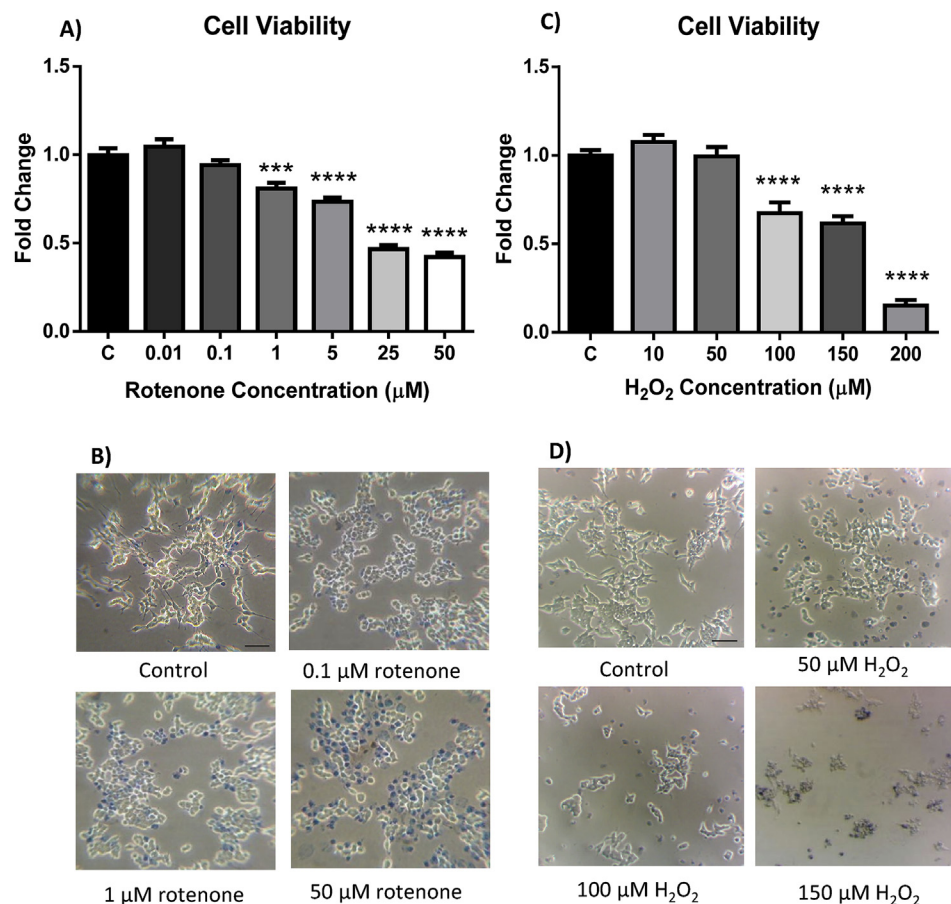 A)
Cell Viability
Fold Change
1.5
1.0
0.5
0.0
***
****
****
****
C 0.01 0.1 1 5 25 50
Rotenone Concentration (μM)
C)
Cell Viability
Fold Change
1.5
1.0
0.5
0.0
****
****
****
C 10 50 100 150 200
H₂O₂ Concentration (μM)
B)
Control
0.1 μM rotenone
1 μM rotenone
50 μM rotenone
D)
Control
50 μM H₂O₂
100 μM H₂O₂
150 μM H₂O₂